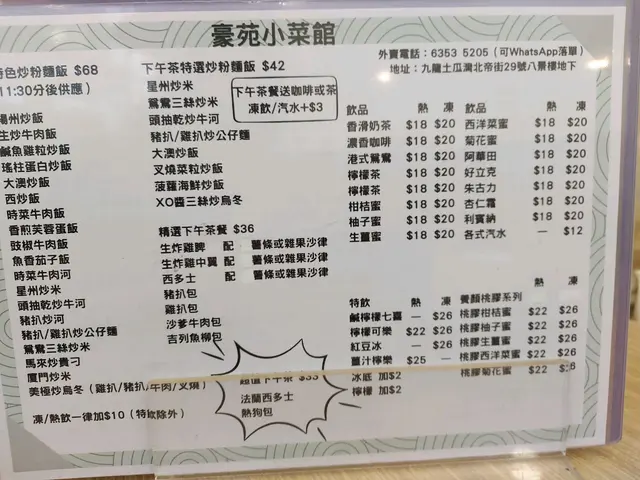 豪苑小菜館
外賣電話：6353 5205（可WhatsApp落單）
地址：九龍土瓜灣北帝街29號八景樓地下
色炒粉麵飯 $68
11:30分後供應）
揚州炒飯
生炒牛肉飯
鹹魚雞粒炒飯
瑤柱蛋白炒飯
大澳炒飯
西炒飯
時菜牛肉飯
香煎芙蓉蛋飯
豉椒牛肉飯
魚香茄子飯
時菜牛肉河
星州炒米
頭抽乾炒牛河
豬扒炒河
豬扒/雞扒炒公仔麵
鴛鴦三絲炒米
馬來炒貴刁
廈門炒米
美極炒烏冬（雞扒/豬扒/牛肉/叉燒）
凍/熱飲一律加$10（特飲除外）
下午茶特選炒粉麵飯 $42
星州炒米
鴛鴦三絲炒米
頭抽乾炒牛河
豬扒/雞扒炒公仔麵
大澳炒飯
叉燒菜粒炒飯
菠蘿海鮮炒飯
XO醬三絲炒烏冬
下午茶餐送咖啡或茶
凍飲/汽水+$3
精選下午茶餐 $36
生炸雞髀 配 薯條或雜果沙律
生炸雞中翼 配 薯條或雜果沙律
西多士 配 薯條或雜果沙律
豬扒包
雞扒包
沙爹牛肉包
吉列魚柳包
超值下午茶 $33
法蘭西多士
熱狗包
飲品 熱 凍
香滑奶茶 $18 $20
濃香咖啡 $18 $20
港式鴛鴦 $18 $20
檸檬茶 $18 $20
檸檬茶 $18 $20
柑桔蜜 $18 $20
柚子蜜 $18 $20
生薑蜜 $18 $20
飲品 熱 凍
西洋菜蜜 $18 $20
菊花蜜 $18 $20
阿華田 $18 $20
好立克 $18 $20
朱古力 $18 $20
杏仁霜 $18 $20
利賓納 $18 $20
各式汽水 — $12
特飲 熱 凍
鹹檸檬七喜 — $26
檸檬可樂 $22 $26
紅豆冰 — $26
薑汁檸樂 $25 —
冰底 加$2
檸檬 加$2
養顏桃膠系列 熱 凍
桃膠柑桔蜜 $22 $26
桃膠柚子蜜 $22 $26
桃膠生薑蜜 $22 $26
桃膠西洋菜蜜 $22 $26
桃膠菊花蜜 $22 $26